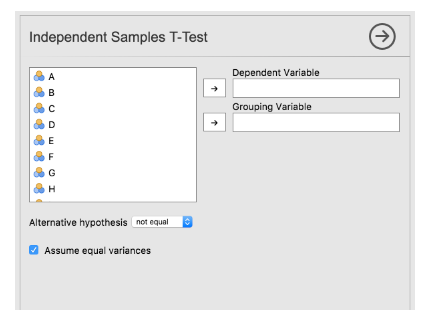 Independent Samples T-Test
A
B
C
D
E
F
G
H
Dependent Variable
Grouping Variable
Alternative hypothesis not equal
Assume equal variances